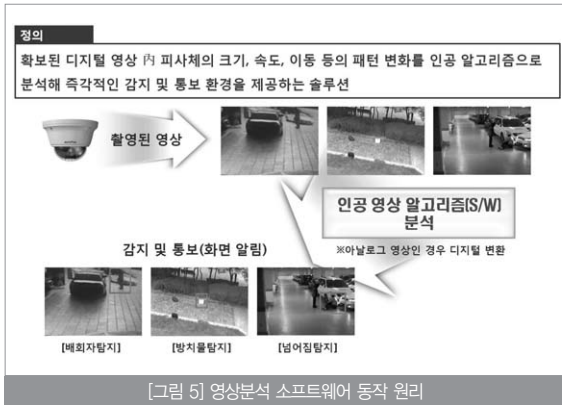 정의
확보된 디지털 영상 內 피사체의 크기, 속도, 이동 등의 패턴 변화를 인공 알고리즘으로
분석해 즉각적인 감지 및 통보 환경을 제공하는 솔루션
촬영된 영상
인공 영상 알고리즘(S/W)
분석
※아날로그 영상인 경우 디지털 변환
감지 및 통보(화면 알림)
[배회자탐지]
[방치물탐지]
[넘어짐탐지]
[그림 5] 영상분석 소프트웨어 동작 원리